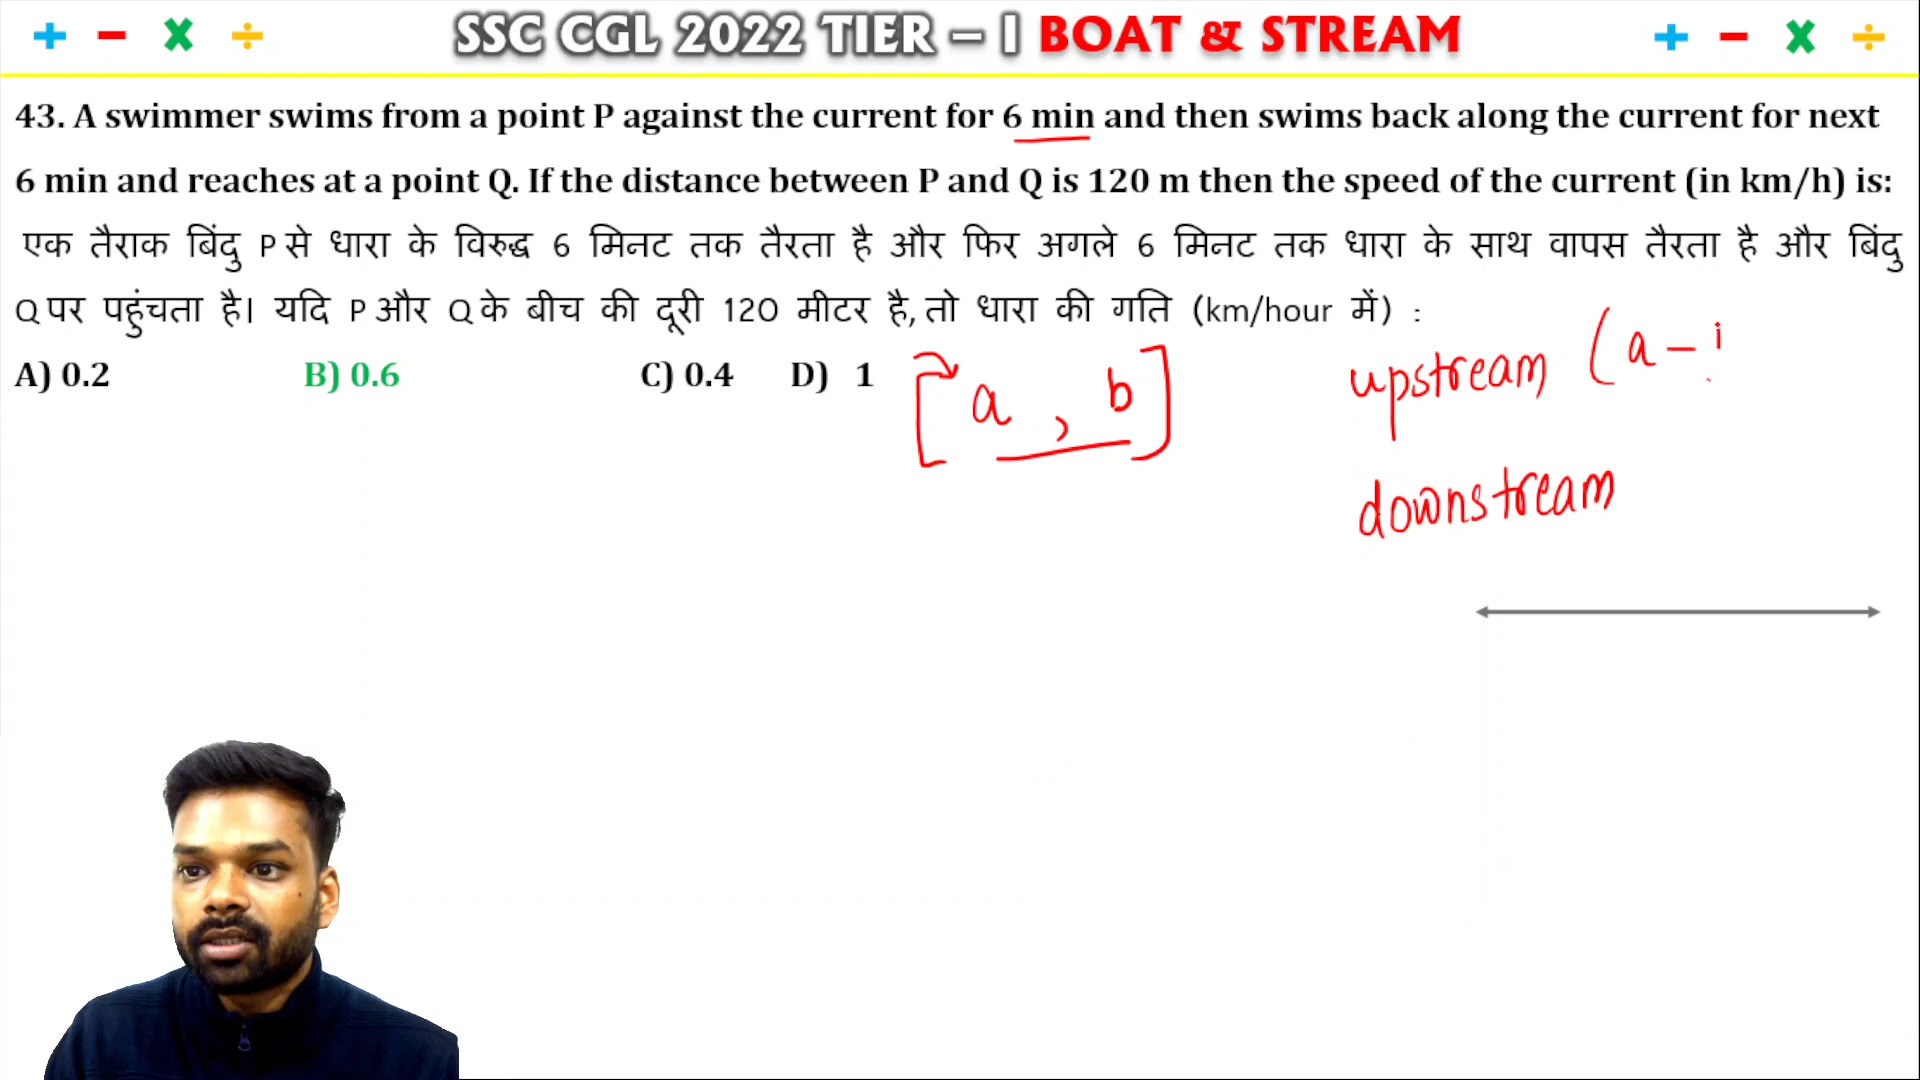 + - × ÷ SSC CGL 2022 TIER – I BOAT & STREAM + - × ÷
43. A swimmer swims from a point P against the current for 6 min and then swims back along the current for next
6 min and reaches at a point Q. If the distance between P and Q is 120 m then the speed of the current (in km/h) is:
एक तैराक बिंदु P से धारा के विरुद्ध 6 मिनट तक तैरता है और फिर अगले 6 मिनट तक धारा के साथ वापस तैरता है और बिंदु
Q पर पहुंचता है। यदि P और Q के बीच की दूरी 120 मीटर है, तो धारा की गति (km/hour में) :
A) 0.2 B) 0.6 C) 0.4 D) 1
[a , b]
upstream (a -
downstream